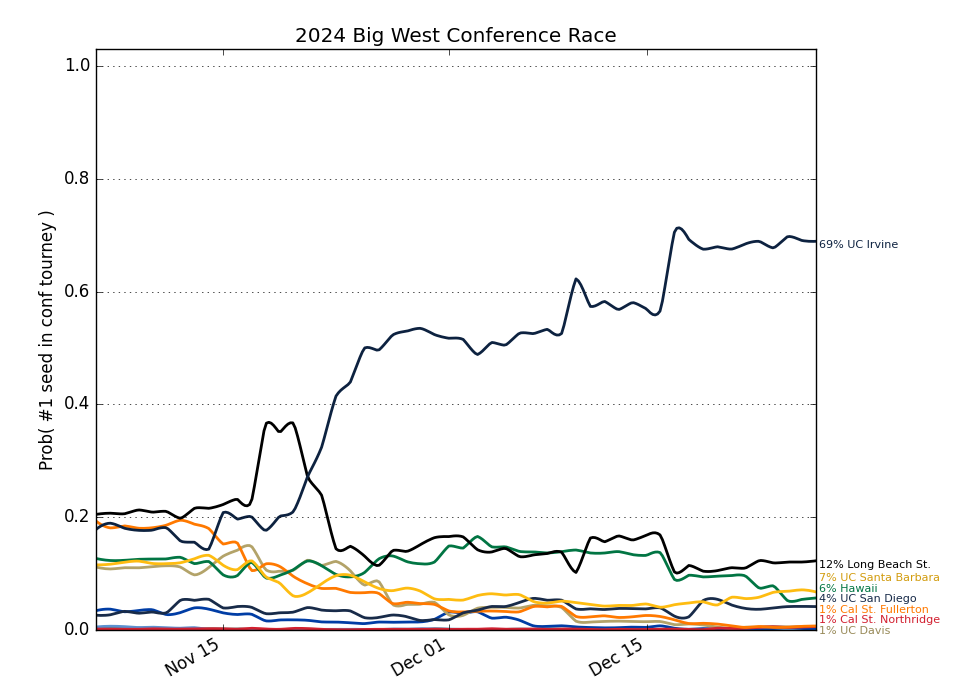 2024 Big West Conference Race
Prob( #1 seed in conf tourney )
1.0
0.8
0.6
0.4
0.2
0.0
Nov 15
Dec 01
Dec 15
69% UC Irvine
12% Long Beach St.
7% UC Santa Barbara
6% Hawaii
4% UC San Diego
1% Cal St. Fullerton
1% Cal St. Northridge
1% UC Davis